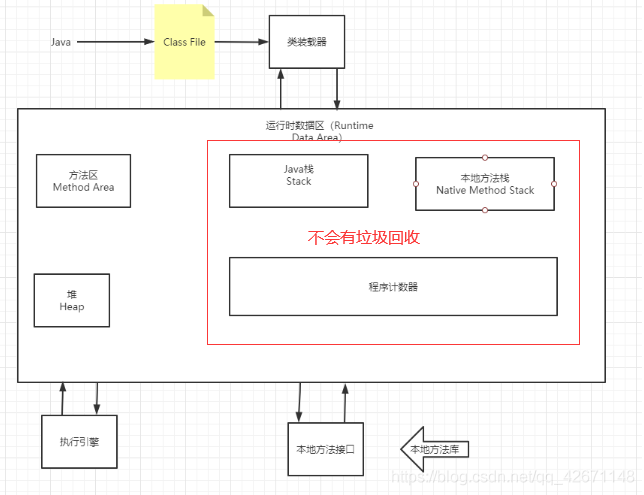 Java
Class File
类装载器
运行时数据区（Runtime
Data Area）
方法区
Method Area
Java栈
Stack
本地方法栈
Native Method Stack
不会有垃圾回收
堆
Heap
程序计数器
执行引擎
本地方法接口
本地方法库
https://blog.csdn.net/qq_42671148